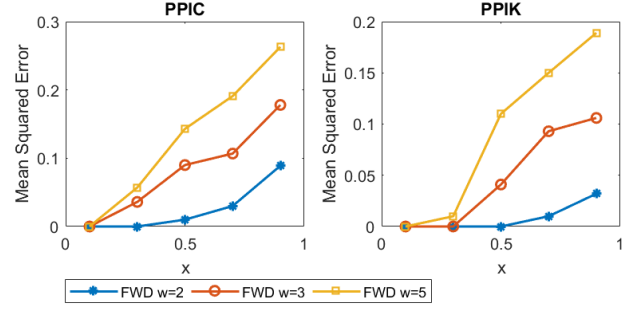 PPIC
Mean Squared Error
0.3
0.2
0.1
0
0
0.5
1
x
PPIK
Mean Squared Error
0.2
0.15
0.1
0.05
0
0
0.5
1
x
FWD w=2 FWD w=3 FWD w=5